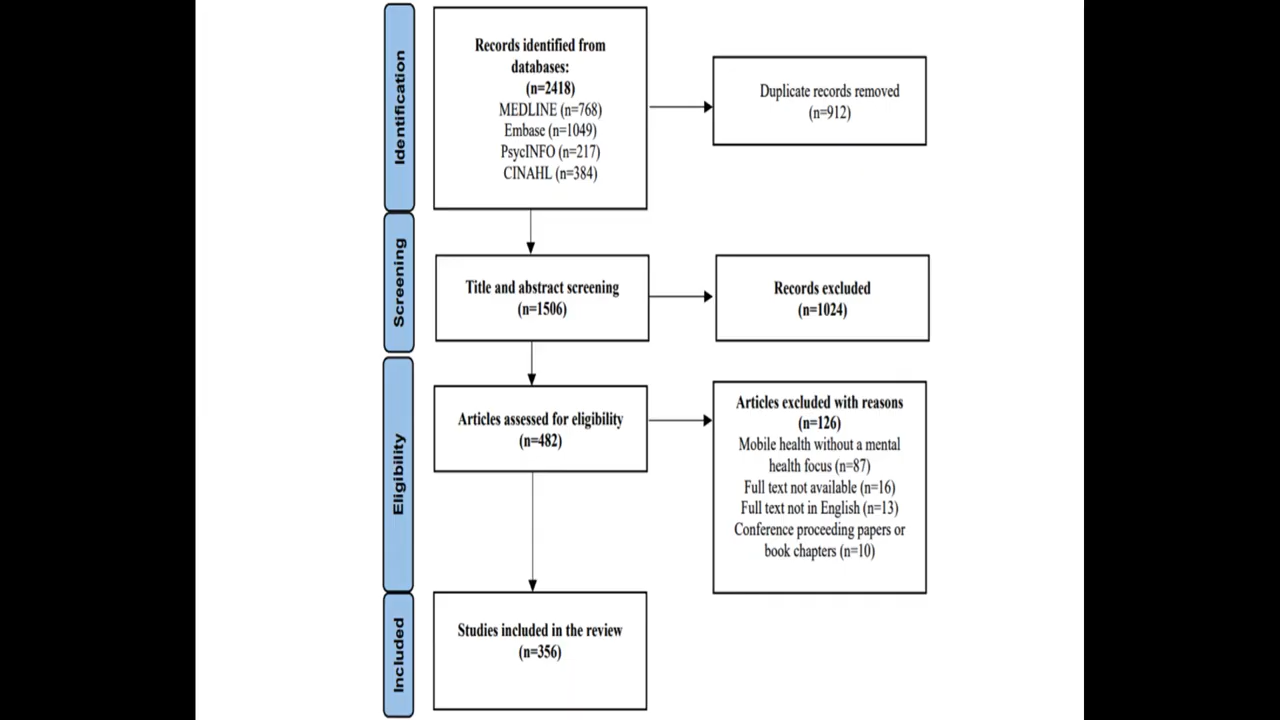 Identification
Records identified from
databases:
(n=2418)
MEDLINE (n=768)
Embase (n=1049)
PsycINFO (n=217)
CINAHL (n=384)
Duplicate records removed
(n=912)
Screening
Title and abstract screening
(n=1506)
Records excluded
(n=1024)
Eligibility
Articles assessed for eligibility
(n=482)
Articles excluded with reasons
(n=126)
Mobile health without a mental
health focus (n=87)
Full text not available (n=16)
Full text not in English (n=13)
Conference proceeding papers or
book chapters (n=10)
Included
Studies included in the review
(n=356)